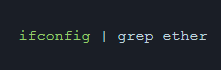 ifconfig | grep ether